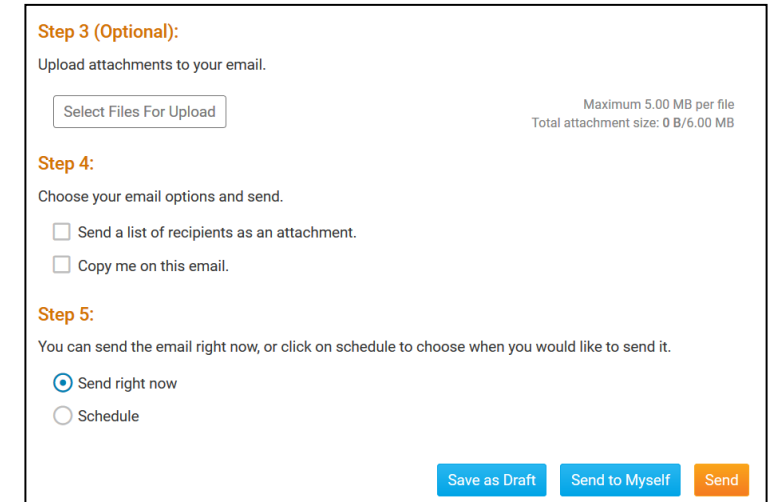 Step 3 (Optional):
Upload attachments to your email.
Select Files For Upload
Maximum 5.00 MB per file
Total attachment size: 0 B/6.00 MB
Step 4:
Choose your email options and send.
Send a list of recipients as an attachment.
Copy me on this email.
Step 5:
You can send the email right now, or click on schedule to choose when you would like to send it.
Send right now
Schedule
Save as Draft
Send to Myself
Send